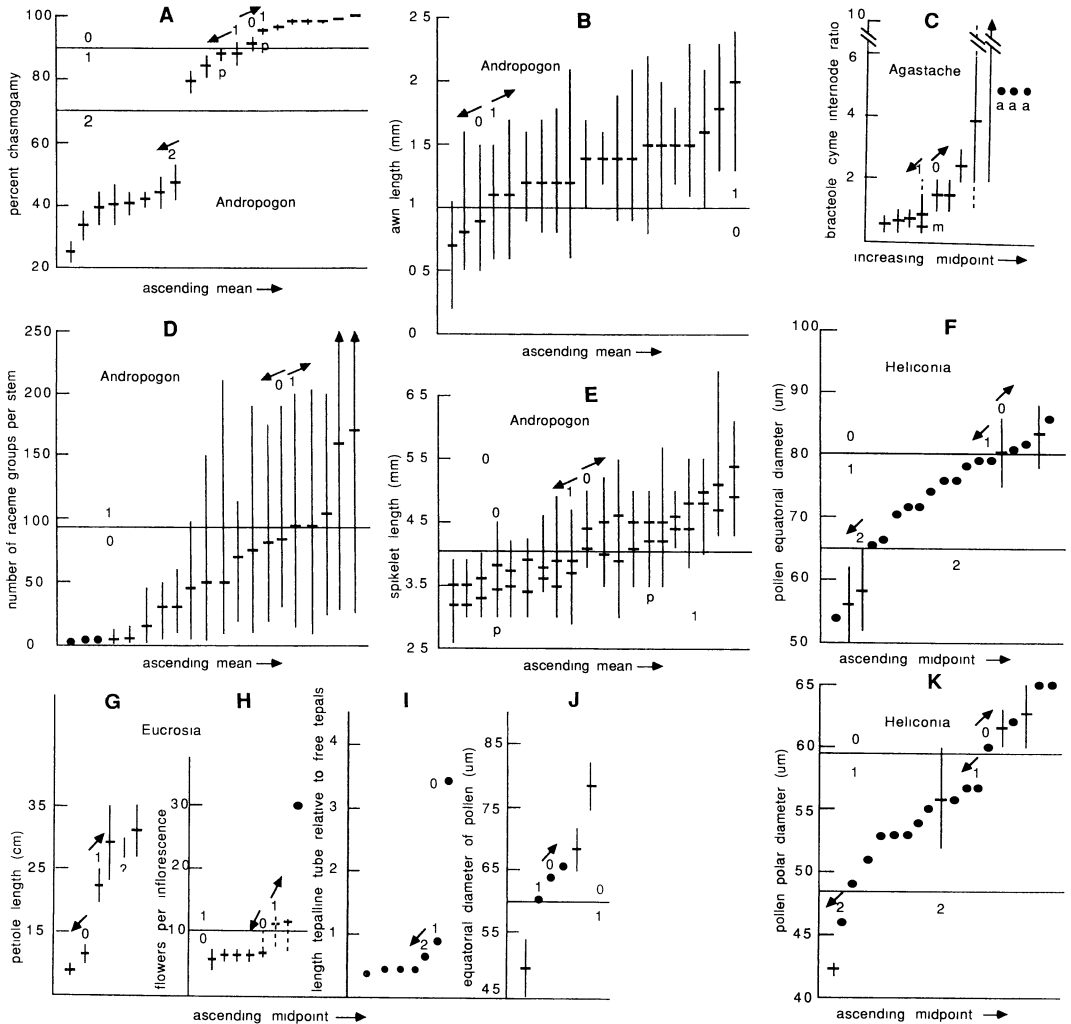 A
percent chasmogamy
100
80
60
40
20
0
1
2
1
0
1
p
p
2
Andropogon
ascending mean
B
awn length (mm)
2.5
2
1.5
1
0 5
0
Andropogon
0
1
1
0
ascending mean
C
bracteole cyme internode ratio
10
6
4
2
Agastache
a a a
1
0
m
increasing midpoint
D
number of raceme groups per stem
250
200
150
100
50
0
Andropogon
0
1
1
0
ascending mean
E
spikelet length (mm)
6 5
5.5
4.5
3.5
2 5
Andropogon
0
0
1
0
p
p
1
ascending mean
F
pollen equatorial diameter (um)
100
90
80
70
60
50
Heliconia
0
1
2
0
1
2
ascending midpoint
G
petiole length (cm)
35
25
15
Eucrosia
1
0
?
H
flowers per inflorescence
30
20
10
1
0
1
0
I
length tepalline tube relative to free tepals
4
3
2
1
0
1
2
J
equatorial diameter of pollen (um)
85
75
65
55
45
0
1
0
1
ascending midpoint
K
pollen polar diameter (um)
65
60
55
50
45
40
Heliconia
0
1
2
0
1
2
ascending midpoint